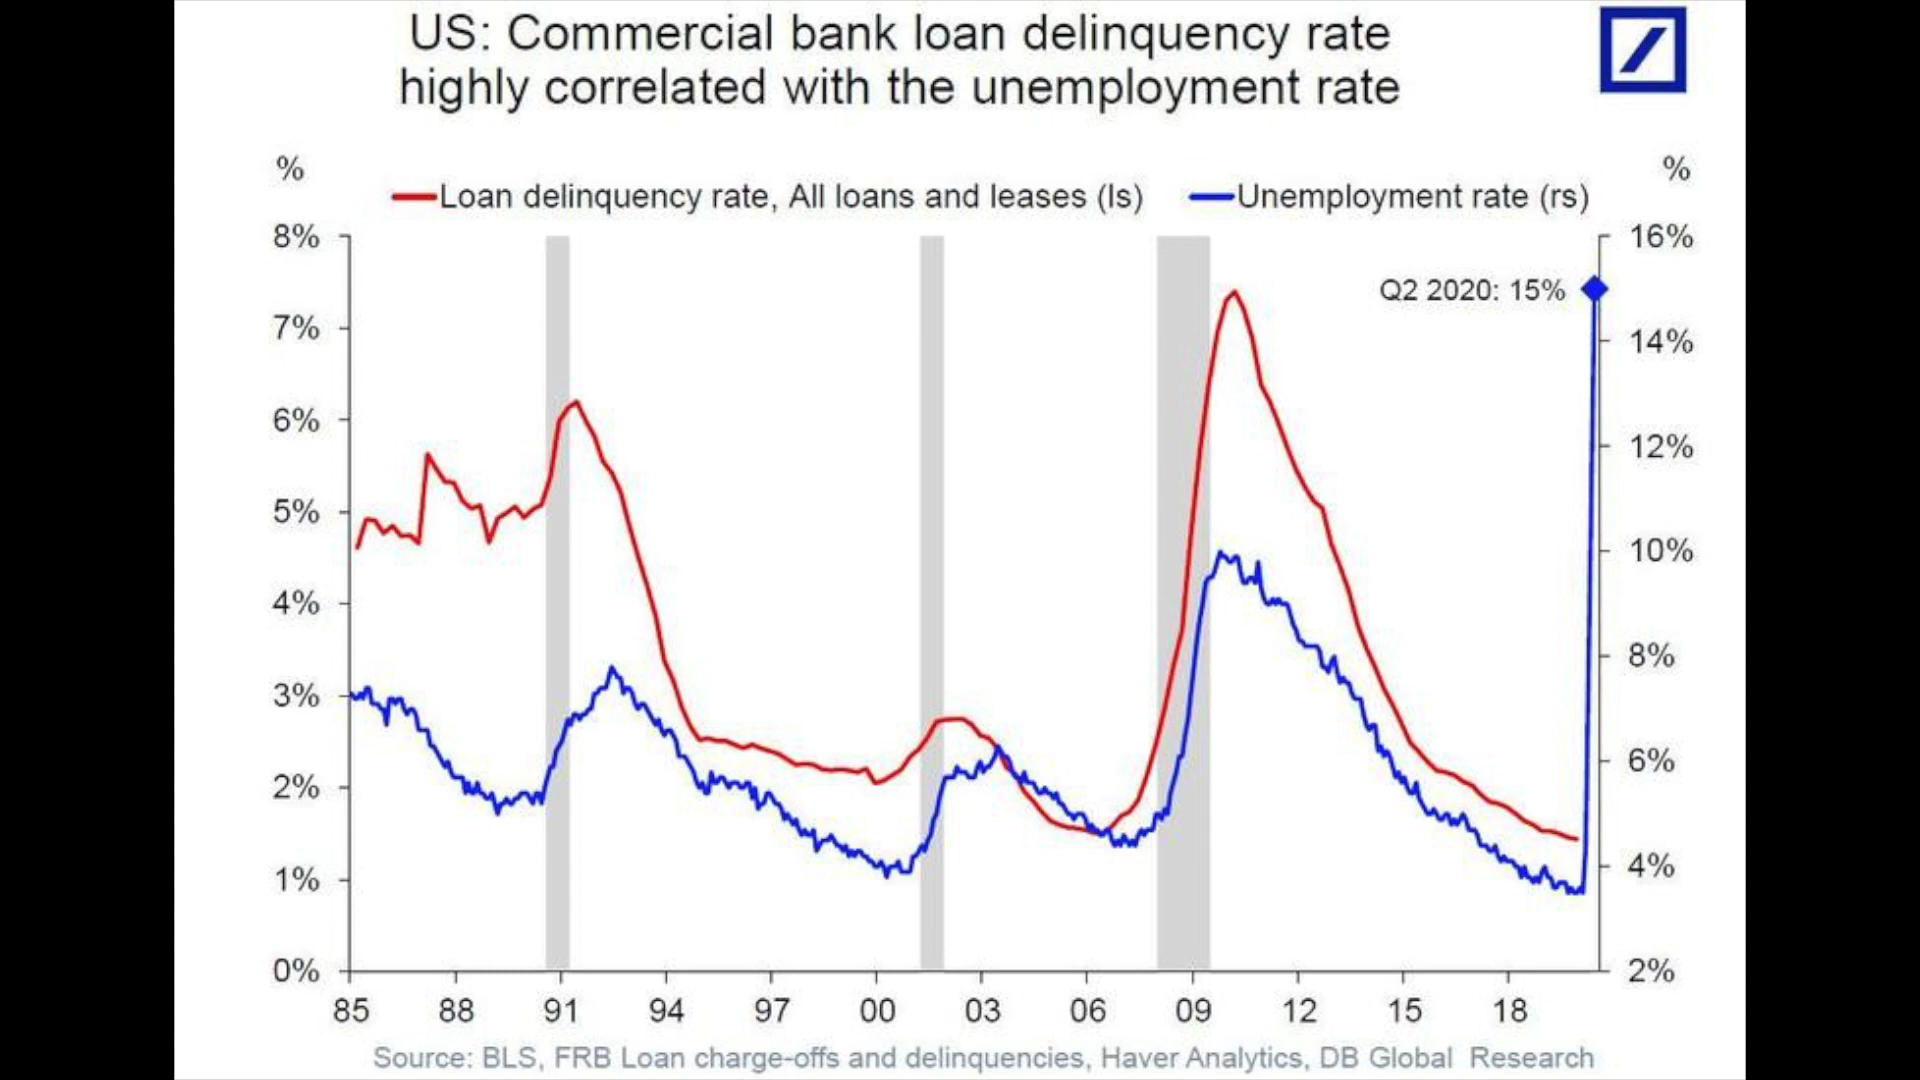 US: Commercial bank loan delinquency rate
highly correlated with the unemployment rate
%
%
Loan delinquency rate, All loans and leases (ls)
Unemployment rate (rs)
8%
7%
6%
5%
4%
3%
2%
1%
0%
16%
14%
12%
10%
8%
6%
4%
2%
Q2 2020: 15%
85 88 91 94 97 00 03 06 09 12 15 18
Source: BLS, FRB Loan charge-offs and delinquencies, Haver Analytics, DB Global Research